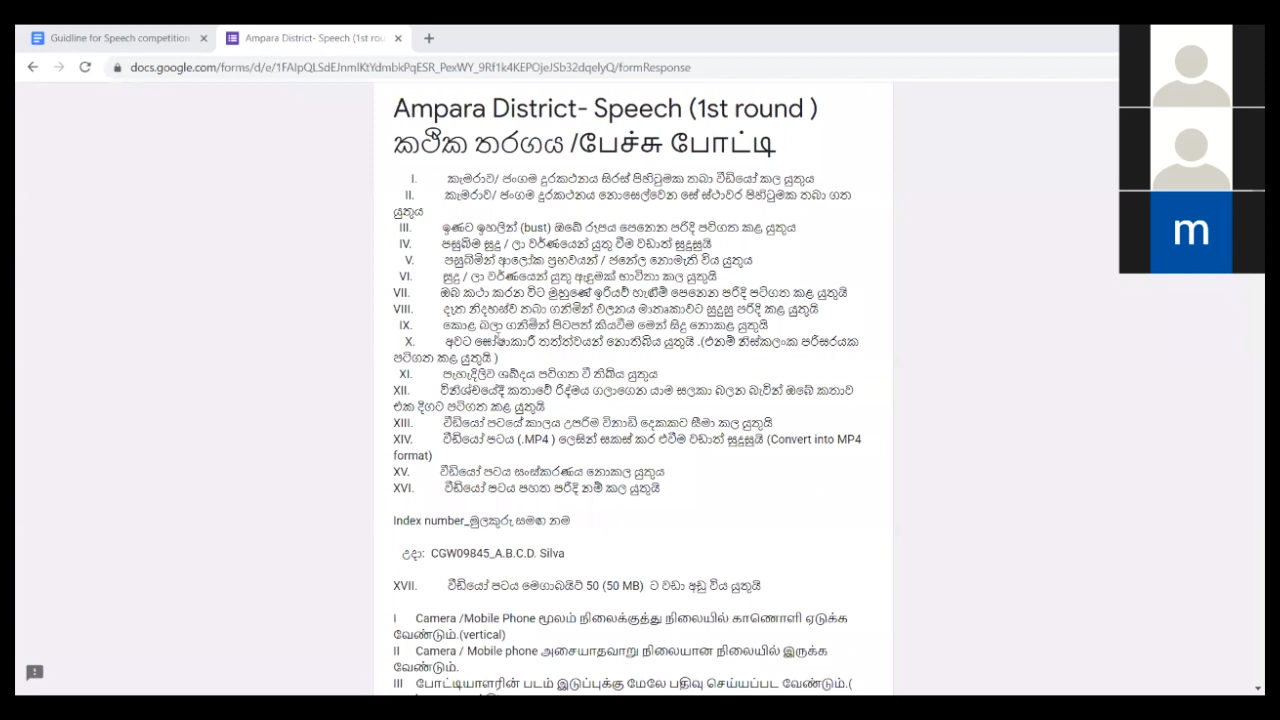 Guidline for Speech competition
Ampara District- Speech (1st rou
docs.google.com/forms/d/e/1FAIpQLSdEJnmlKtYdmbkPqESR_PexWY_9Rf1k4KEPOjeJSb32dqelyQ/formResponse
Ampara District- Speech (1st round )
කථික තරගය /பேச்சு போட்டி
I. කැමරාව/ ජංගම දුරකථනය සිරස් පිහිටුමක තබා වීඩියෝ කල යුතුය
II. කැමරාව/ ජංගම දුරකථනය නොසෙල්වෙන සේ ස්ථාවර පිහිටුමක තබා ගත
යුතුය
III. ඉණට ඉහලින් (bust) ඔබේ රූපය පෙනෙන පරිදි පටිගත කළ යුතුය
IV. පසුබිම සුදු / ලා වර්ණයෙන් යුතු වීම වඩාත් සුදුසුයි
V. පසුබිමින් ආලෝක ප්‍රභවයන් / ජනේල නොමැති විය යුතුය
VI. සුදු / ලා වර්ණයෙන් යුතු ඇඳුමක් භාවිතා කල යුතුයි
VII. ඔබ කථා කරන විට මුහුණේ ඉරියව් හැඟීම් පෙනෙන පරිදි පටිගත කළ යුතුයි
VIII. දෑත නිදහස්ව තබා ගනිමින් චලනය මාතෘකාවට සුදුසු පරිදි කළ යුතුයි
IX. කොළ බලා ගනිමින් පිටපත් කියවීම මෙන් සිදු නොකළ යුතුයි
X. අවට ඝෝෂාකාරී තත්ත්වයන් නොතිබිය යුතුයි .(එනම් නිස්කලංක පරිසරයක
පටිගත කළ යුතුයි )
XI. පැහැදිලිව ශබ්දය පටිගත වී තිබිය යුතුය
XII. විනිශ්චයේදී කතාවේ රිද්මය ගලාගෙන යාම සලකා බලන බැවින් ඔබේ කතාව
එක දිගට පටිගත කළ යුතුයි
XIII. වීඩියෝ පටයේ කාලය උපරිම විනාඩි දෙකකට සීමා කල යුතුයි
XIV. වීඩියෝ පටය (.MP4 ) ලෙසින් සකස් කර එවීම වඩාත් සුදුසුයි (Convert into MP4
format)
XV. වීඩියෝ පටය සංස්කරණය නොකල යුතුය
XVI. වීඩියෝ පටය පහත පරිදි නම් කල යුතුයි
Index number_මුලකුරු සමඟ නම
උදා: CGW09845_A.B.C.D. Silva
XVII. වීඩියෝ පටය මෙගාබයිට් 50 (50 MB) ට වඩා අඩු විය යුතුයි
I Camera /Mobile Phone மூலம் நிலைக்குத்து நிலையில் காணொளி ஏடுக்க
வேண்டும்.(vertical)
II Camera / Mobile phone அசையாதவாறு நிலையான நிலையில் இருக்க
வேண்டும்.
III போட்டியாளரின் படம் இடுப்புக்கு மேலே பதிவு செய்யப்பட வேண்டும்.(
m